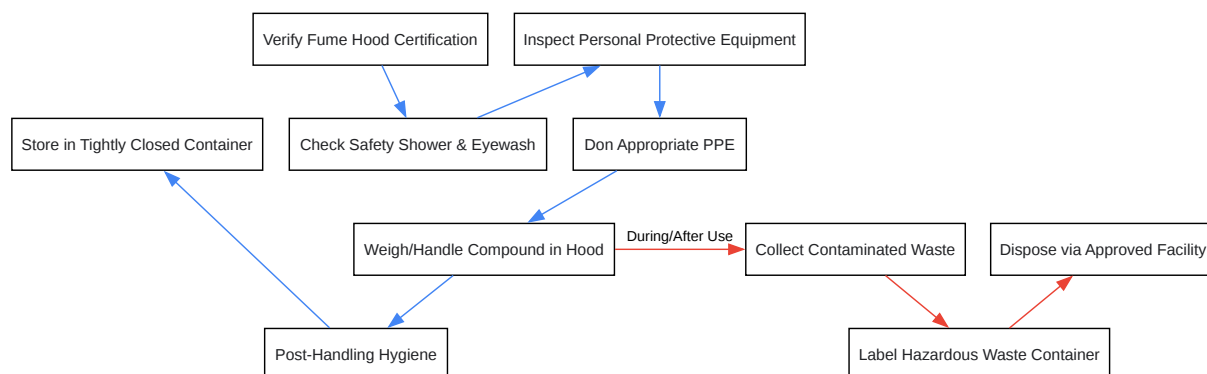 Verify Fume Hood Certification
Inspect Personal Protective Equipment
Store in Tightly Closed Container
Check Safety Shower & Eyewash
Don Appropriate PPE
Weigh/Handle Compound in Hood
During/After Use
Collect Contaminated Waste
Dispose via Approved Facility
Post-Handling Hygiene
Label Hazardous Waste Container